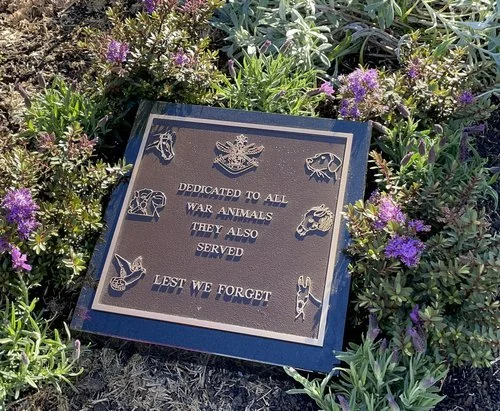 DEDICATED TO ALL
WAR ANIMALS
THEY ALSO
SERVED
LEST WE FORGET